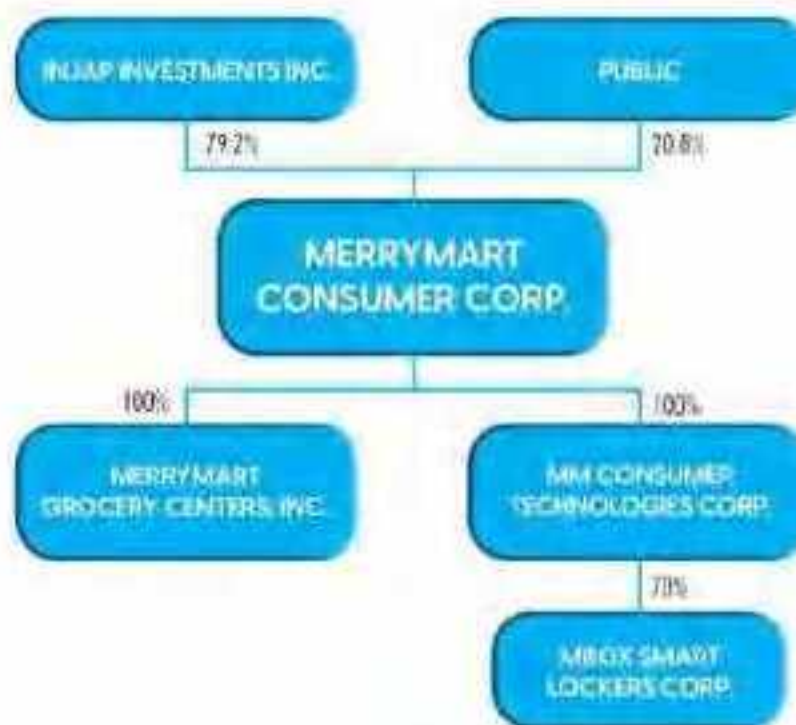 INJAP INVESTMENTS INC.
PUBLIC
79.2%
20.8%
MERRYMART
CONSUMER CORP.
100%
100%
MERRYMART
GROCERY CENTERS, INC.
MM CONSUMER
TECHNOLOGIES CORP.
70%
MBOX SMART
LOCKERS CORP.